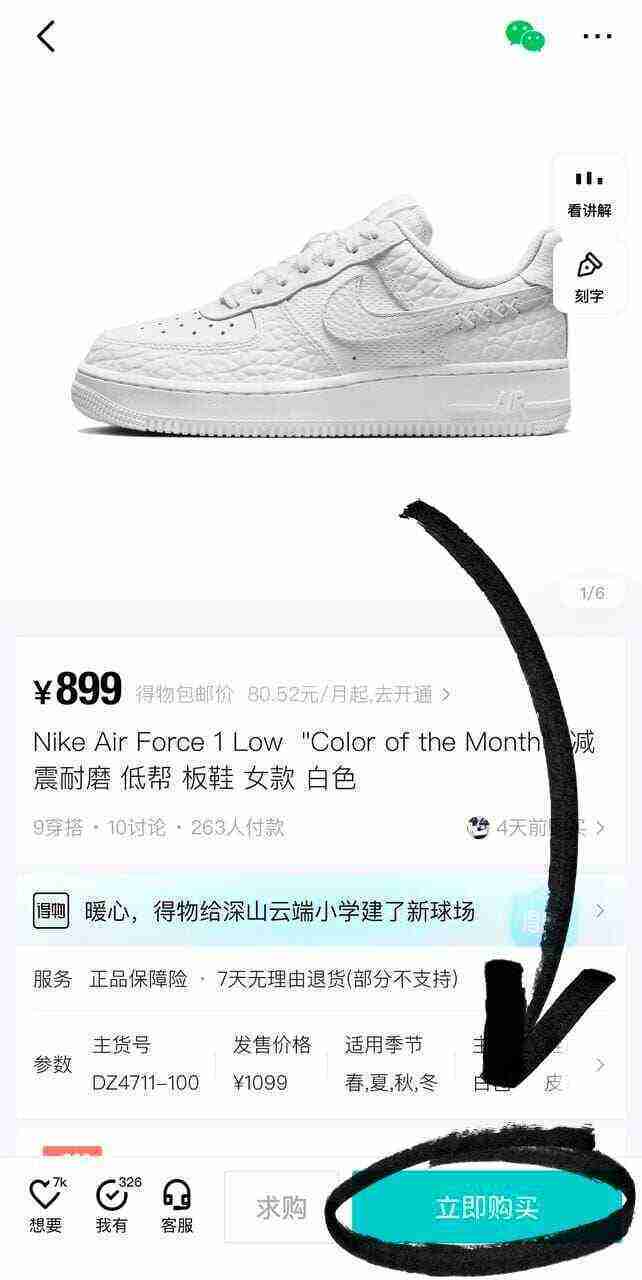 看讲解
刻字
1/6
¥899 得物包邮价 80.52元/月起,去开通
Nike Air Force 1 Low "Color of the Month" 减
震耐磨 低帮 板鞋 女款 白色
9穿搭 · 10讨论 · 263人付款 4天前 买
得物 暖心，得物给深山云端小学建了新球场
服务 正品保障险 · 7天无理由退货(部分不支持)
参数 主货号 发售价格 适用季节
DZ4711-100 ¥1099 春,夏,秋,冬 白 皮
7k 326
想要 我有 客服 求购 立即购买